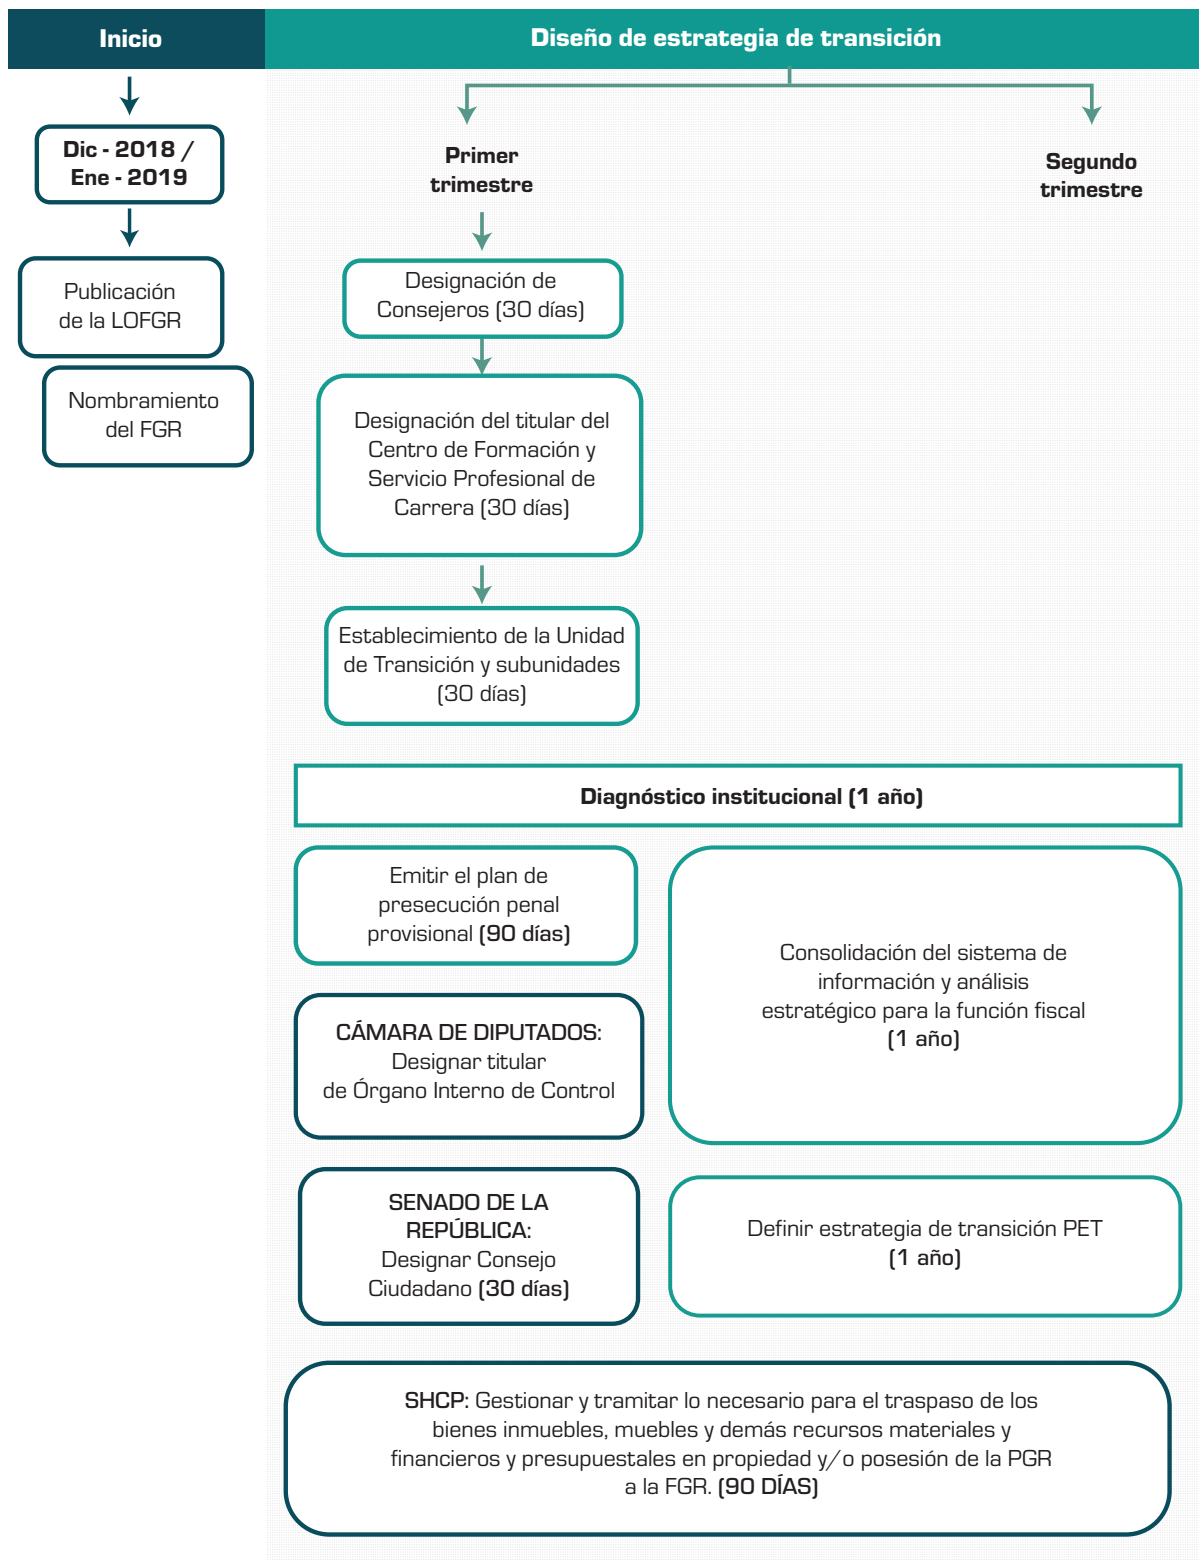 Inicio
Diseño de estrategia de transición
Dic - 2018 /
Ene - 2019
Publicación
de la LOFGR
Nombramiento
del FGR
Primer
trimestre
Segundo
trimestre
Designación de
Consejeros (30 días)
Designación del titular del
Centro de Formación y
Servicio Profesional de
Carrera (30 días)
Establecimiento de la Unidad
de Transición y subunidades
(30 días)
Diagnóstico institucional (1 año)
Emitir el plan de
presecución penal
provisional (90 días)
Consolidación del sistema de
información y análisis
estratégico para la función fiscal
(1 año)
CÁMARA DE DIPUTADOS:
Designar titular
de Órgano Interno de Control
SENADO DE LA
REPÚBLICA:
Designar Consejo
Ciudadano (30 días)
Definir estrategia de transición PET
(1 año)
SHCP: Gestionar y tramitar lo necesario para el traspaso de los
bienes inmuebles, muebles y demás recursos materiales y
financieros y presupuestales en propiedad y/o posesión de la PGR
a la FGR. (90 DÍAS)